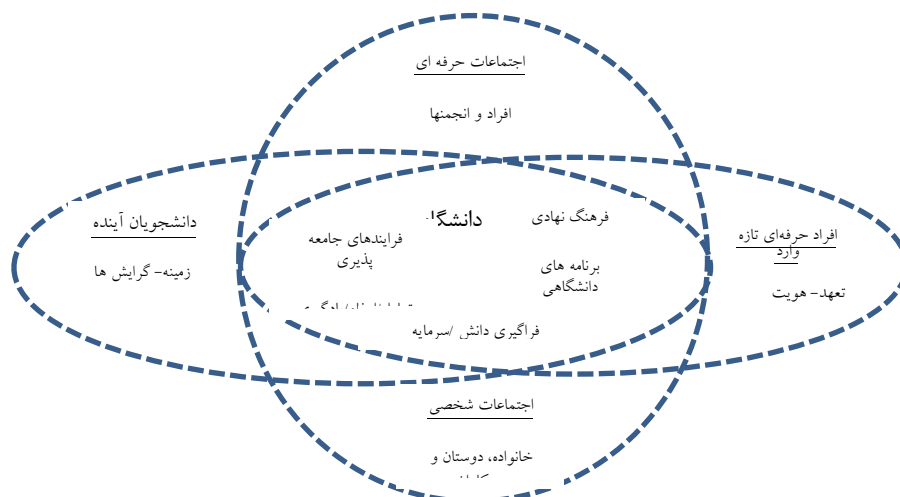 اجتماعات حرفه ای
افراد و انجمنها
دانشجویان آینده
زمینه- گرایش ها
فرهنگ نهادی
فرایندهای جامعه
پذیری
برنامه های
دانشگاهی
فراگیری دانش /سرمایه
افراد حرفه‌ای تازه
وارد
تعهد- هویت
اجتماعات شخصی
خانواده، دوستان و